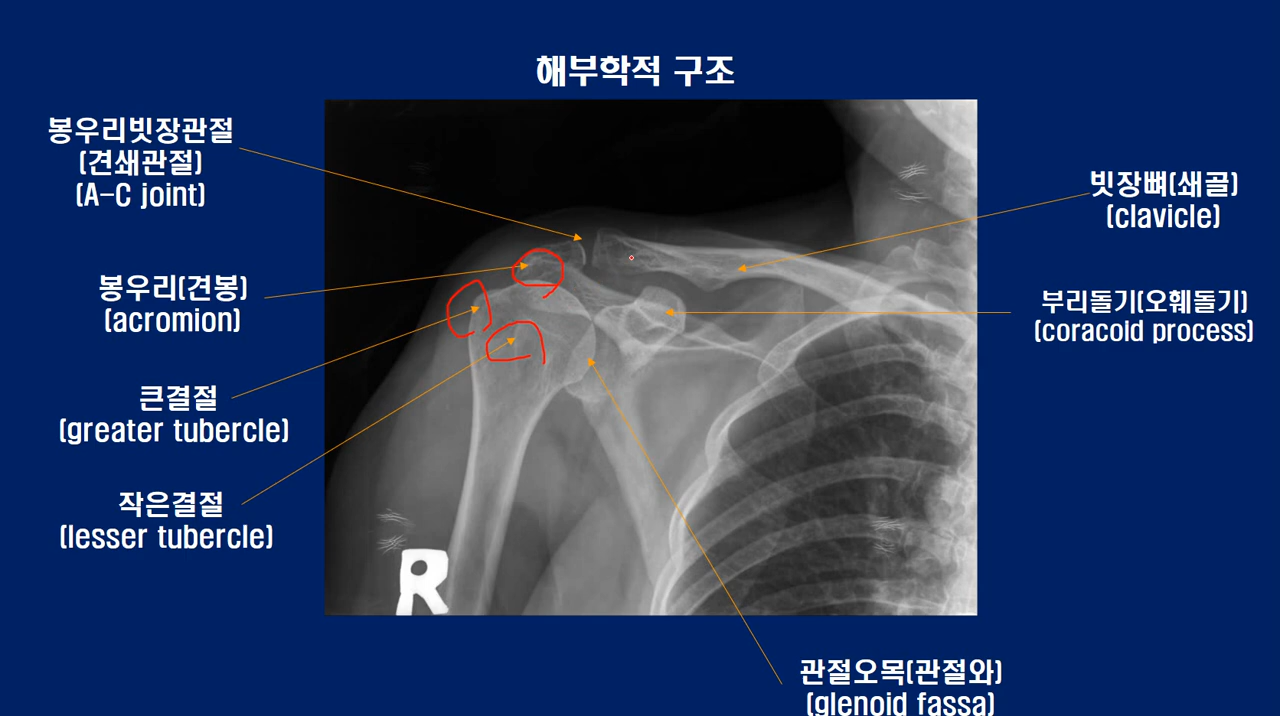 해부학적 구조
봉우리빗장관절
(견쇄관절)
(A-C joint)
봉우리(견봉)
(acromion)
큰결절
(greater tubercle)
작은결절
(lesser tubercle)
빗장뼈(쇄골)
(clavicle)
부리돌기(오훼돌기)
(coracold process)
관절오목(관절와)
(glenoid fassa)
R